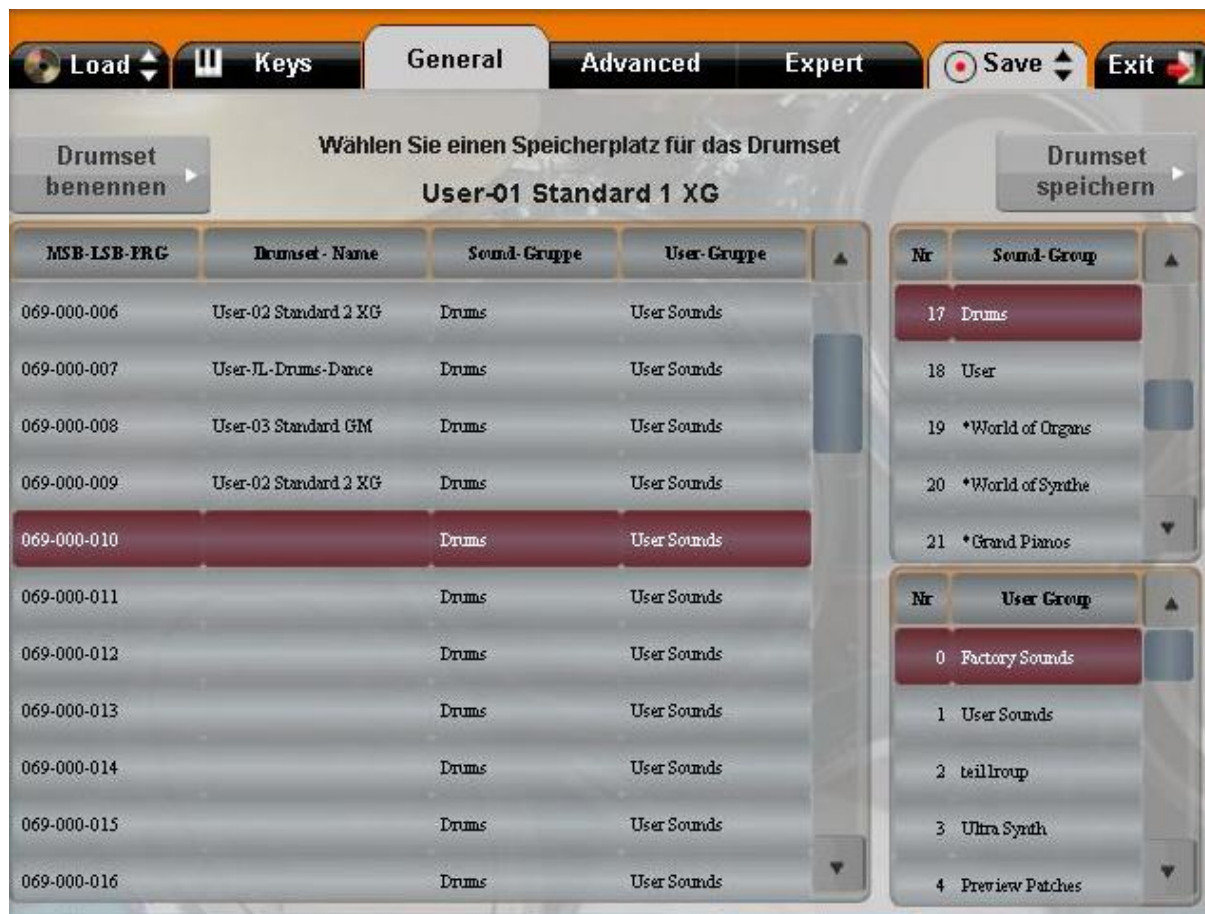 Load Keys General Advanced Expert Save Exit
Drumset benennen
Wählen Sie einen Speicherplatz für das Drumset
User-01 Standard 1 XG
Drumset speichern
MSB-LSB-PRG Drumset - Name Sound-Gruppe User-Gruppe
069-000-006 User-02 Standard 2 XG Drums User Sounds
069-000-007 User-JL-Drums-Dance Drums User Sounds
069-000-008 User-03 Standard GM Drums User Sounds
069-000-009 User-02 Standard 2 XG Drums User Sounds
069-000-010 Drums User Sounds
069-000-011 Drums User Sounds
069-000-012 Drums User Sounds
069-000-013 Drums User Sounds
069-000-014 Drums User Sounds
069-000-015 Drums User Sounds
069-000-016 Drums User Sounds
Nr Sound-Group
17 Drums
18 User
19 *World of Organs
20 *World of Synthe
21 *Grand Pianos
Nr User Group
0 Factory Sounds
1 User Sounds
2 teil1roup
3 Ultra Synth
4 Preview Patches